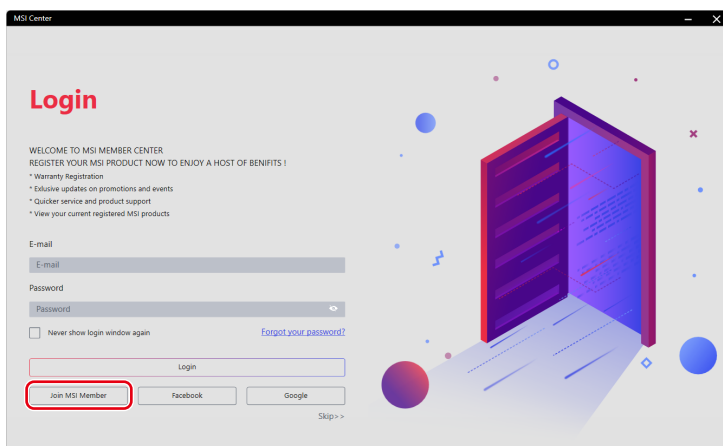 MSI Center
Login
WELCOME TO MSI MEMBER CENTER
REGISTER YOUR MSI PRODUCT NOW TO ENJOY A HOST OF BENIFITS !
* Warranty Registration
* Exlusive updates on promotions and events
* Quicker service and product support
* View your current registered MSI products
E-mail
E-mail
Password
Password
Never show login window again
Forgot your password?
Login
Join MSI Member
Facebook
Google
Skip>>